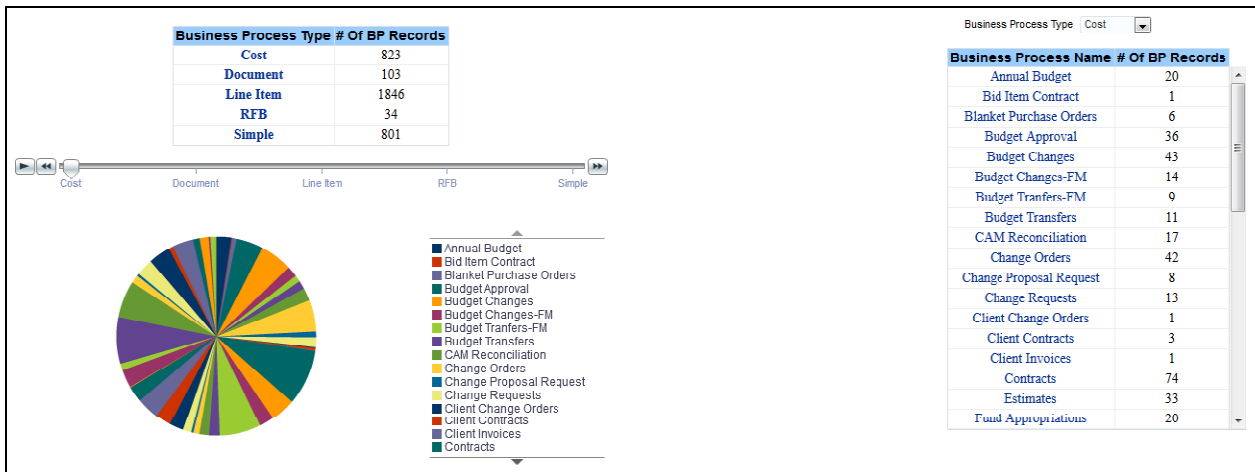 Business Process Type # Of BP Records
Cost 823
Document 103
Line Item 1846
RFB 34
Simple 801
Cost Document Line Item RFB Simple
Annual Budget
Bid Item Contract
Blanket Purchase Orders
Budget Approval
Budget Changes
Budget Changes-FM
Budget Tranfers-FM
Budget Transfers
CAM Reconciliation
Change Orders
Change Proposal Request
Change Requests
Client Change Orders
Client Contracts
Client Invoices
Contracts
Business Process Type Cost
Business Process Name # Of BP Records
Annual Budget 20
Bid Item Contract 1
Blanket Purchase Orders 6
Budget Approval 36
Budget Changes 43
Budget Changes-FM 14
Budget Tranfers-FM 9
Budget Transfers 11
CAM Reconciliation 17
Change Orders 42
Change Proposal Request 8
Change Requests 13
Client Change Orders 1
Client Contracts 3
Client Invoices 1
Contracts 74
Estimates 33
Fund Appropriations 20